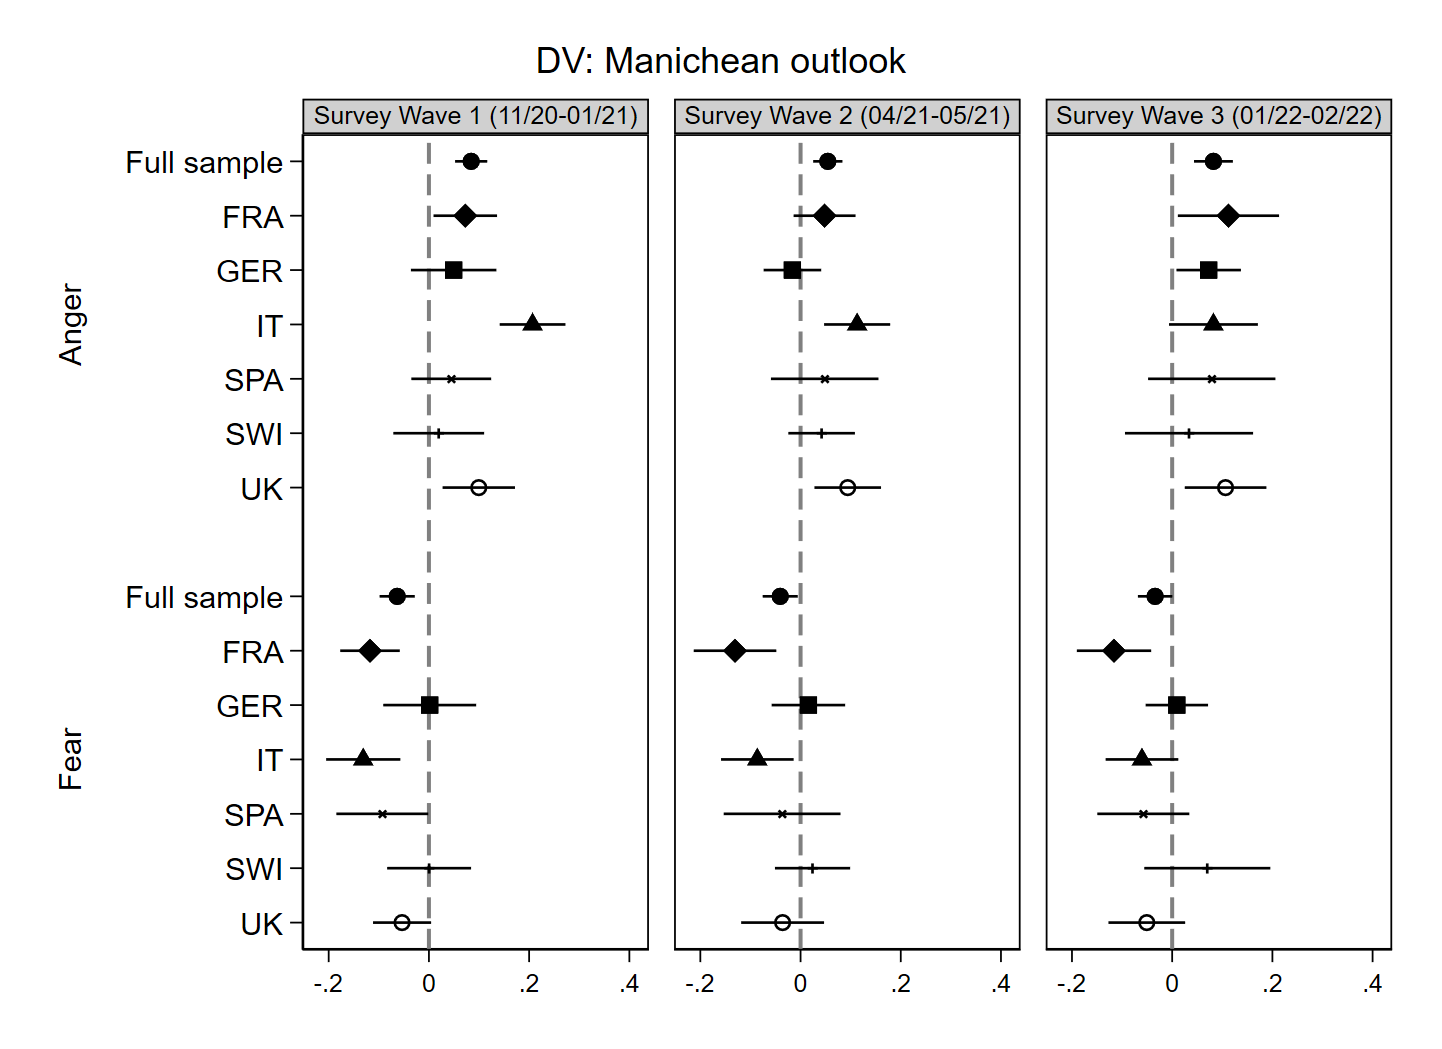 DV: Manichean outlook
Survey Wave 1 (11/20-01/21)
Survey Wave 2 (04/21-05/21)
Survey Wave 3 (01/22-02/22)
Anger
Full sample
FRA
GER
IT
SPA
SWI
UK
Fear
Full sample
FRA
GER
IT
SPA
SWI
UK
-.2 0 .2 .4
-.2 0 .2 .4
-.2 0 .2 .4